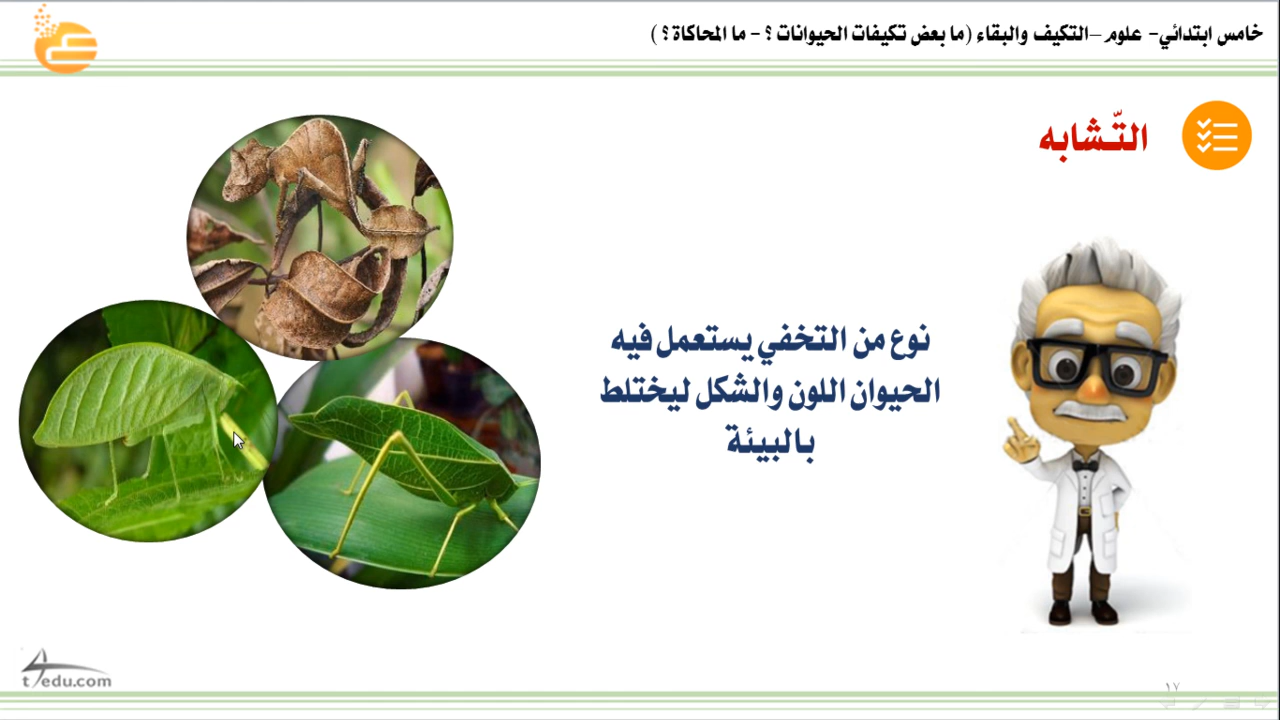 خامس ابتدائي- علوم –التكيف والبقاء (ما بعض تكيفات الحيوانات ؟ - ما المحاكاة ؟ )
التّشابه
نوع من التخفي يستعمل فيه
الحيوان اللون والشكل ليختلط
بالبيئة
t4edu.com
١٧